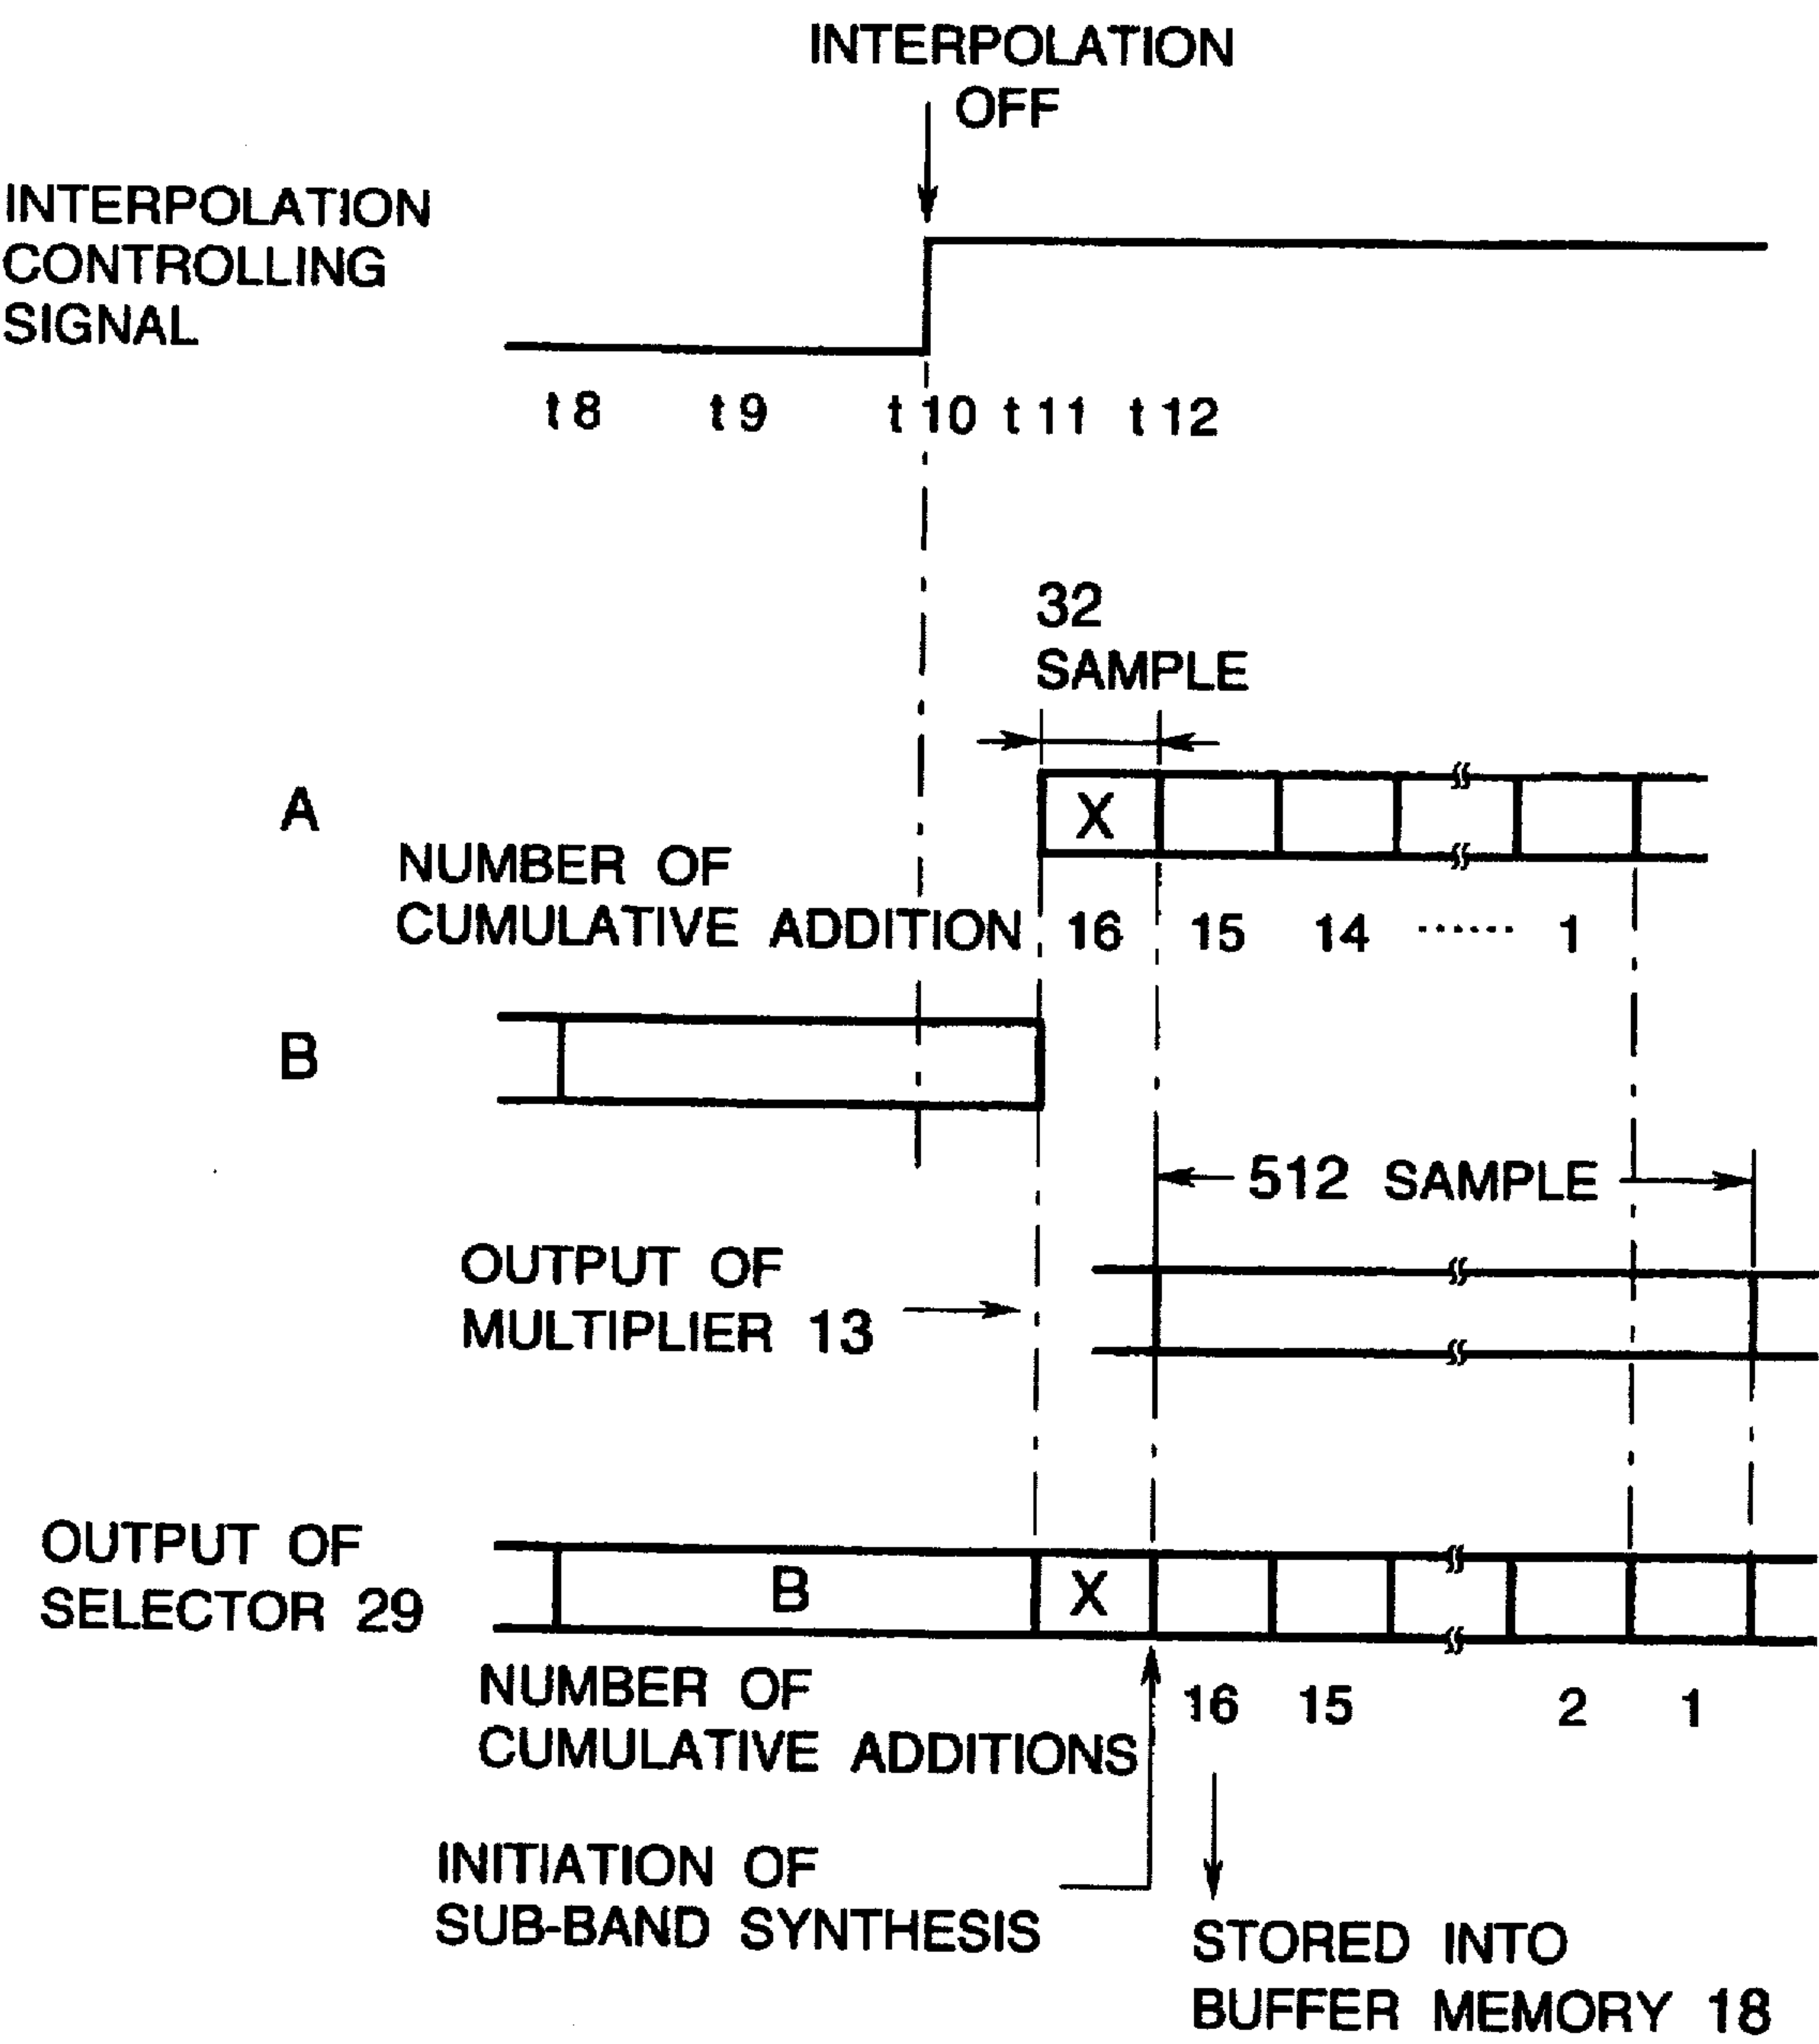 INTERPOLATION
OFF
INTERPOLATION
CONTROLLING
SIGNAL
t8 t9 t10 t11 t12
32
SAMPLE
A
X
NUMBER OF
CUMULATIVE ADDITION 16 15 14 ...... 1
B
512 SAMPLE
OUTPUT OF
MULTIPLIER 13
OUTPUT OF
SELECTOR 29
B X
NUMBER OF
CUMULATIVE ADDITIONS
16 15 2 1
INITIATION OF
SUB-BAND SYNTHESIS
STORED INTO
BUFFER MEMORY 18